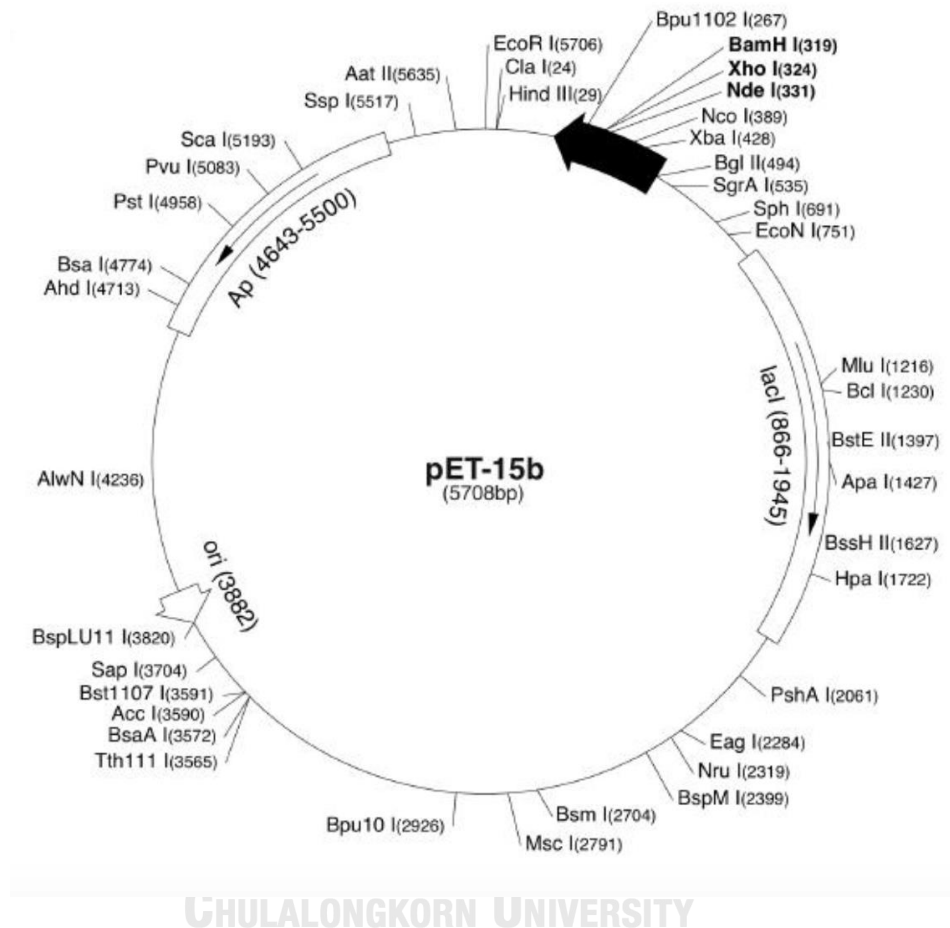 EcoR I(5706)
Cla I(24)
Hind III(29)
Bpu1102 I(267)
BamH I(319)
Xho I(324)
Nde I(331)
Nco I(389)
Xba I(428)
Bgl II(494)
SgrA I(535)
Sph I(691)
EcoN I(751)
lacI (866-1945)
Mlu I(1216)
Bcl I(1230)
BstE II(1397)
Apa I(1427)
BssH II(1627)
Hpa I(1722)
PshA I(2061)
Eag I(2284)
Nru I(2319)
BspM I(2399)
Bsm I(2704)
Msc I(2791)
Bpu10 I(2926)
Tth111 I(3565)
BsaA I(3572)
Acc I(3590)
Bst1107 I(3591)
Sap I(3704)
BspLU11 I(3820)
ori (3882)
AlwN I(4236)
Ahd I(4713)
Bsa I(4774)
Ap (4643-5500)
Pst I(4958)
Pvu I(5083)
Sca I(5193)
Ssp I(5517)
Aat II(5635)
pET-15b
(5708bp)
CHULALONGKORN UNIVERSITY